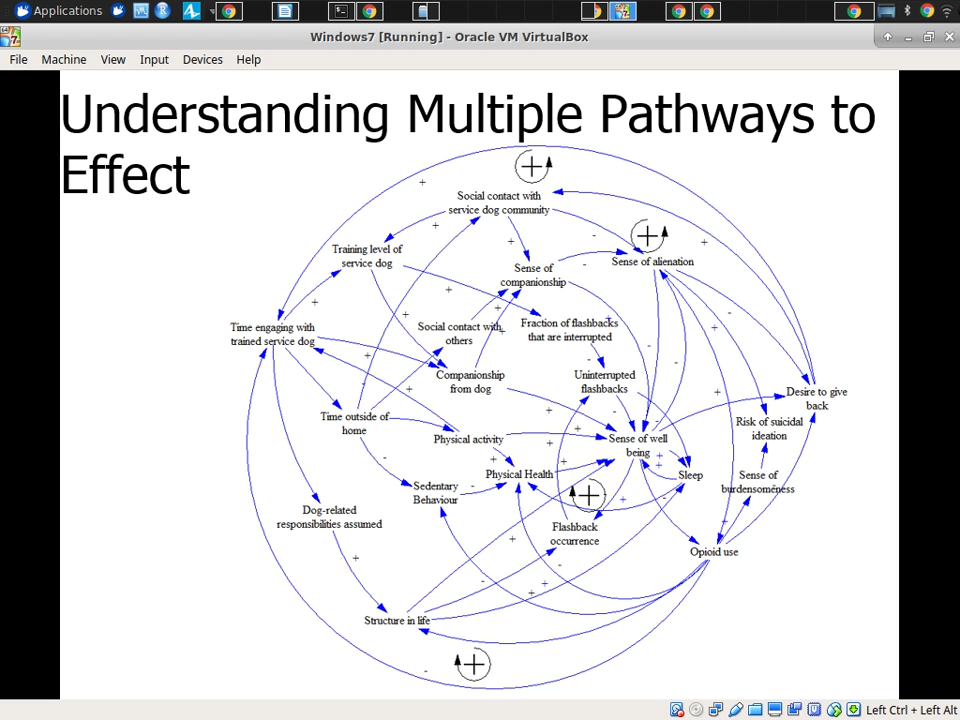 Applications
Windows7 [Running] - Oracle VM VirtualBox
File Machine View Input Devices Help
Understanding Multiple Pathways to
Effect
Social contact with
service dog community
Training level of
service dog
Sense of
companionship
Sense of alienation
Time engaging with
trained service dog
Social contact with
others
Fraction of flashbacks
that are interrupted
Companionship
from dog
Uninterrupted
flashbacks
Desire to give
back
Time outside of
home
Physical activity
Sense of well
being
Risk of suicidal
ideation
Physical Health
Sleep
Sense of
burdensomeness
Sedentary
Behaviour
Dog-related
responsibilities assumed
Flashback
occurrence
Opioid use
Structure in life
Left Ctrl + Left Alt